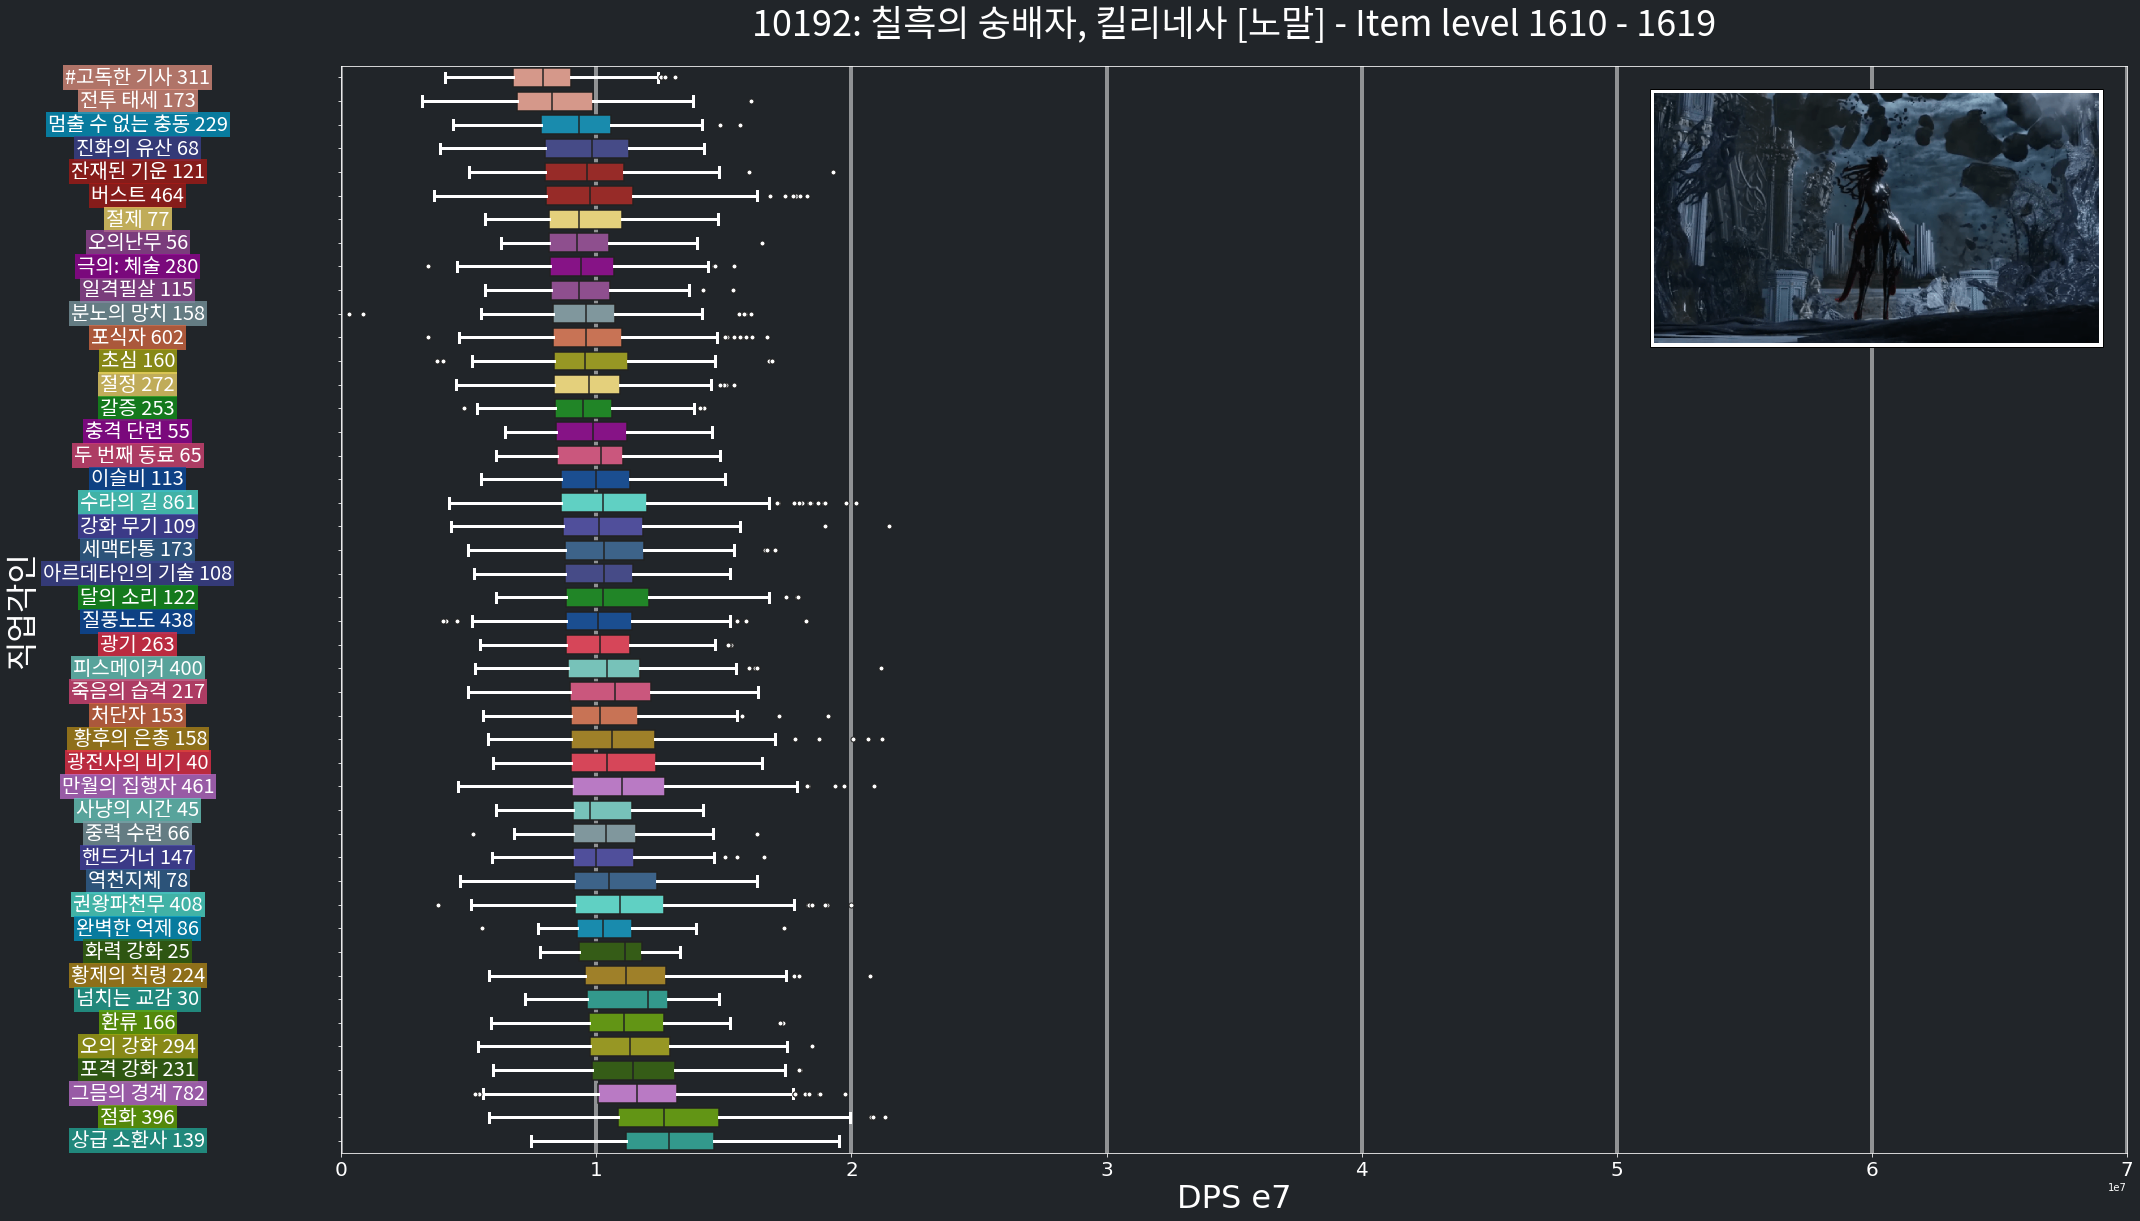 10192: 칠흑의 숭배자, 킬리네사 [노말] - Item level 1610 - 1619
#고독한 기사 311
전투 태세 173
멈출 수 없는 충동 229
진화의 유산 68
잔재된 기운 121
버스트 464
절제 77
오의난무 56
극의: 체술 280
일격필살 115
분노의 망치 158
포식자 602
초심 160
절정 272
갈증 253
충격 단련 55
두 번째 동료 65
이슬비 113
수라의 길 861
강화 무기 109
세맥타통 173
아르데타인의 기술 108
달의 소리 122
질풍노도 438
광기 263
피스메이커 400
죽음의 습격 217
처단자 153
황후의 은총 158
광전사의 비기 40
만월의 집행자 461
사냥의 시간 45
중력 수련 66
핸드거너 147
역천지체 78
권왕파천무 408
완벽한 억제 86
화력 강화 25
황제의 칙령 224
넘치는 교감 30
환류 166
오의 강화 294
포격 강화 231
그믐의 경계 782
점화 396
상급 소환사 139
직업각인
0 1 2 3 4 5 6 7
1e7
DPS e7